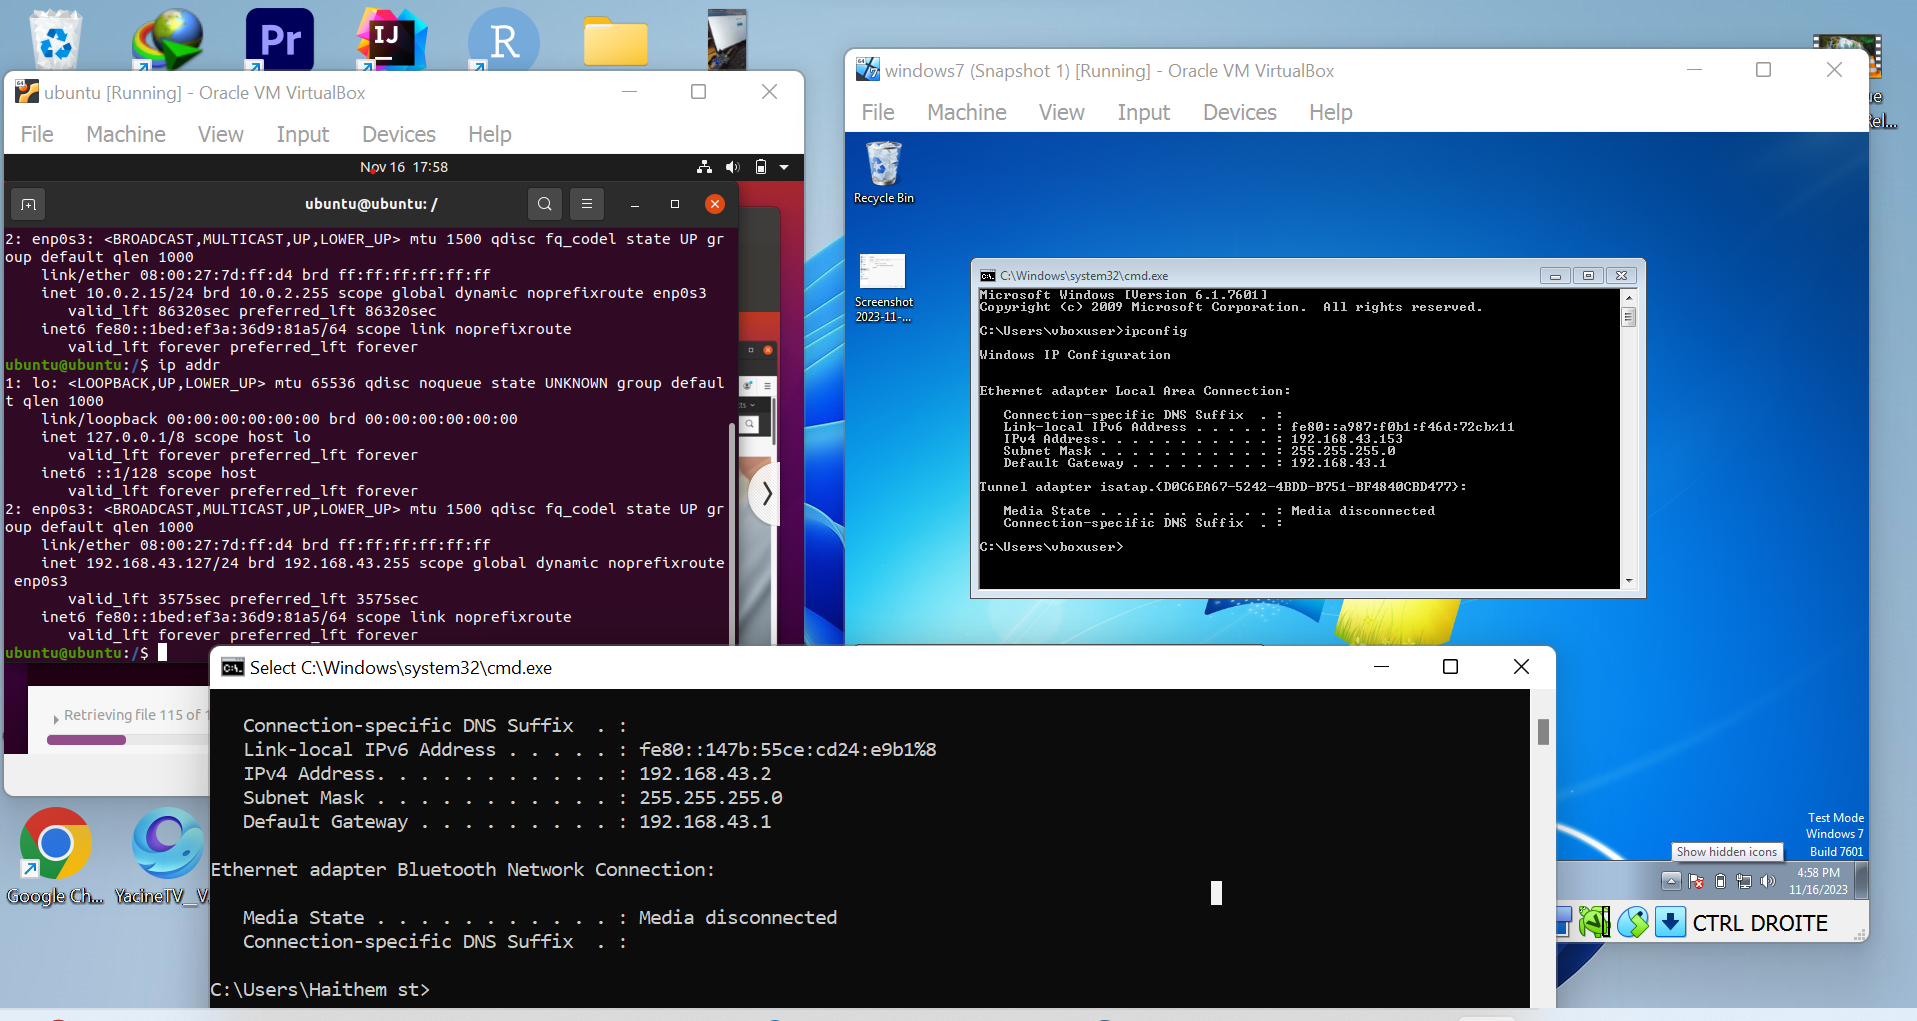 Pr
IJ
R
ubuntu [Running] - Oracle VM VirtualBox
File Machine View Input Devices Help
Nov 16 17:58
ubuntu@ubuntu: /
2: enp0s3: <BROADCAST,MULTICAST,UP,LOWER_UP> mtu 1500 qdisc fq_codel state UP gr
oup default qlen 1000
link/ether 08:00:27:7d:ff:d4 brd ff:ff:ff:ff:ff:ff
inet 10.0.2.15/24 brd 10.0.2.255 scope global dynamic noprefixroute enp0s3
valid_lft 86320sec preferred_lft 86320sec
inet6 fe80::1bed:ef3a:36d9:81a5/64 scope link noprefixroute
valid_lft forever preferred_lft forever
ubuntu@ubuntu:/$ ip addr
1: lo: <LOOPBACK,UP,LOWER_UP> mtu 65536 qdisc noqueue state UNKNOWN group defaul
t qlen 1000
link/loopback 00:00:00:00:00:00 brd 00:00:00:00:00:00
inet 127.0.0.1/8 scope host lo
valid_lft forever preferred_lft forever
inet6 ::1/128 scope host
valid_lft forever preferred_lft forever
2: enp0s3: <BROADCAST,MULTICAST,UP,LOWER_UP> mtu 1500 qdisc fq_codel state UP gr
oup default qlen 1000
link/ether 08:00:27:7d:ff:d4 brd ff:ff:ff:ff:ff:ff
inet 192.168.43.127/24 brd 192.168.43.255 scope global dynamic noprefixroute
enp0s3
valid_lft 3575sec preferred_lft 3575sec
inet6 fe80::1bed:ef3a:36d9:81a5/64 scope link noprefixroute
valid_lft forever preferred_lft forever
ubuntu@ubuntu:/$
Retrieving file 115 of
windows7 (Snapshot 1) [Running] - Oracle VM VirtualBox
File Machine View Input Devices Help
Recycle Bin
Screenshot
2023-11-...
C:\Windows\system32\cmd.exe
Microsoft Windows [Version 6.1.7601]
Copyright (c) 2009 Microsoft Corporation. All rights reserved.
C:\Users\vboxuser>ipconfig
Windows IP Configuration
Ethernet adapter Local Area Connection:
Connection-specific DNS Suffix . :
Link-local IPv6 Address . . . . . : fe80::a987:f0b1:f46d:72cb%11
IPv4 Address. . . . . . . . . . . : 192.168.43.153
Subnet Mask . . . . . . . . . . . : 255.255.255.0
Default Gateway . . . . . . . . . : 192.168.43.1
Tunnel adapter isatap.{D0C6EA67-5242-4BDD-B751-BF4840CBD477}:
Media State . . . . . . . . . . . : Media disconnected
Connection-specific DNS Suffix . :
C:\Users\vboxuser>
Test Mode
Windows 7
Build 7601
Show hidden icons
4:58 PM
11/16/2023
CTRL DROITE
Select C:\Windows\system32\cmd.exe
Connection-specific DNS Suffix . :
Link-local IPv6 Address . . . . . : fe80::147b:55ce:cd24:e9b1%8
IPv4 Address. . . . . . . . . . . : 192.168.43.2
Subnet Mask . . . . . . . . . . . : 255.255.255.0
Default Gateway . . . . . . . . . : 192.168.43.1
Ethernet adapter Bluetooth Network Connection:
Media State . . . . . . . . . . . : Media disconnected
Connection-specific DNS Suffix . :
C:\Users\Haithem st>
Google Ch...
YacineTV__V.